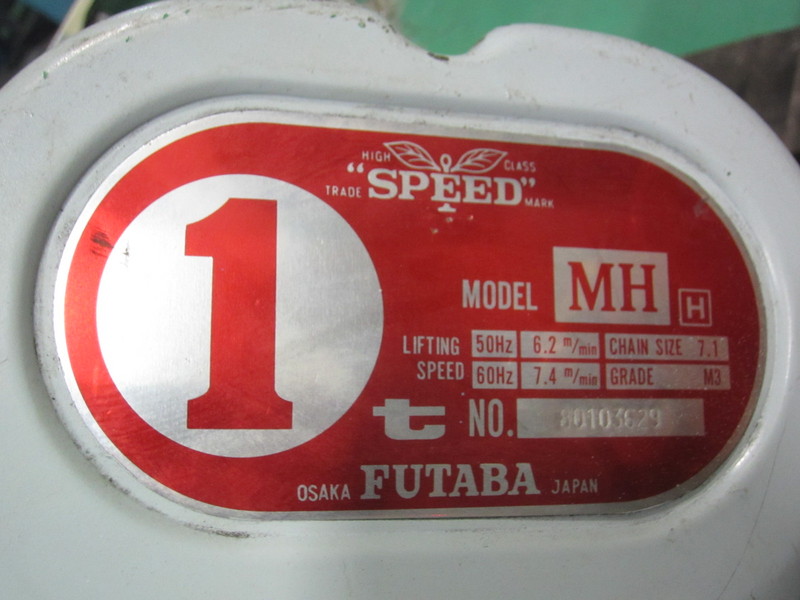 HIGH CLASS
"SPEED"
TRADE MARK
1
t
MODEL MH H
LIFTING SPEED
50Hz 6.2 m/min CHAIN SIZE 7.1
60Hz 7.4 m/min GRADE M3
NO. 80103629
OSAKA FUTABA JAPAN